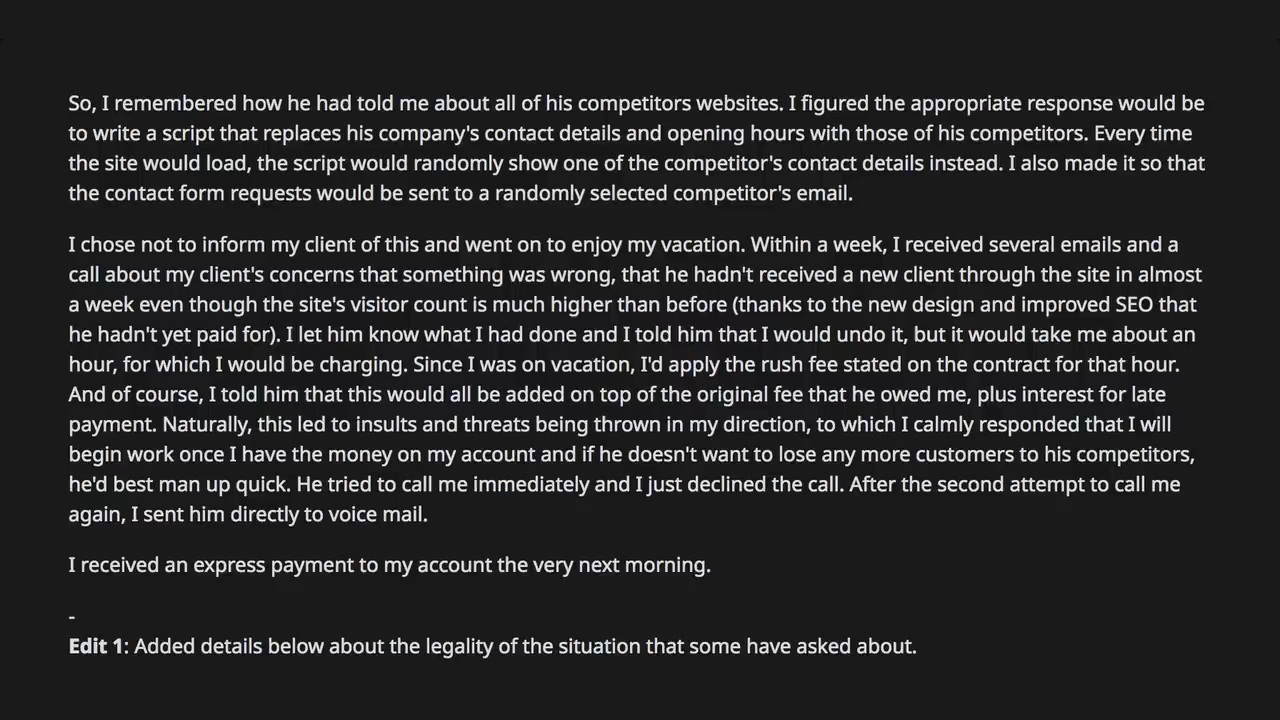 So, I remembered how he had told me about all of his competitors websites. I figured the appropriate response would be
to write a script that replaces his company's contact details and opening hours with those of his competitors. Every time
the site would load, the script would randomly show one of the competitor's contact details instead. I also made it so that
the contact form requests would be sent to a randomly selected competitor's email.
I chose not to inform my client of this and went on to enjoy my vacation. Within a week, I received several emails and a
call about my client's concerns that something was wrong, that he hadn't received a new client through the site in almost
a week even though the site's visitor count is much higher than before (thanks to the new design and improved SEO that
he hadn't yet paid for). I let him know what I had done and I told him that I would undo it, but it would take me about an
hour, for which I would be charging. Since I was on vacation, I'd apply the rush fee stated on the contract for that hour.
And of course, I told him that this would all be added on top of the original fee that he owed me, plus interest for late
payment. Naturally, this led to insults and threats being thrown in my direction, to which I calmly responded that I will
begin work once I have the money on my account and if he doesn't want to lose any more customers to his competitors,
he'd best man up quick. He tried to call me immediately and I just declined the call. After the second attempt to call me
again, I sent him directly to voice mail.
I received an express payment to my account the very next morning.
-
Edit 1: Added details below about the legality of the situation that some have asked about.